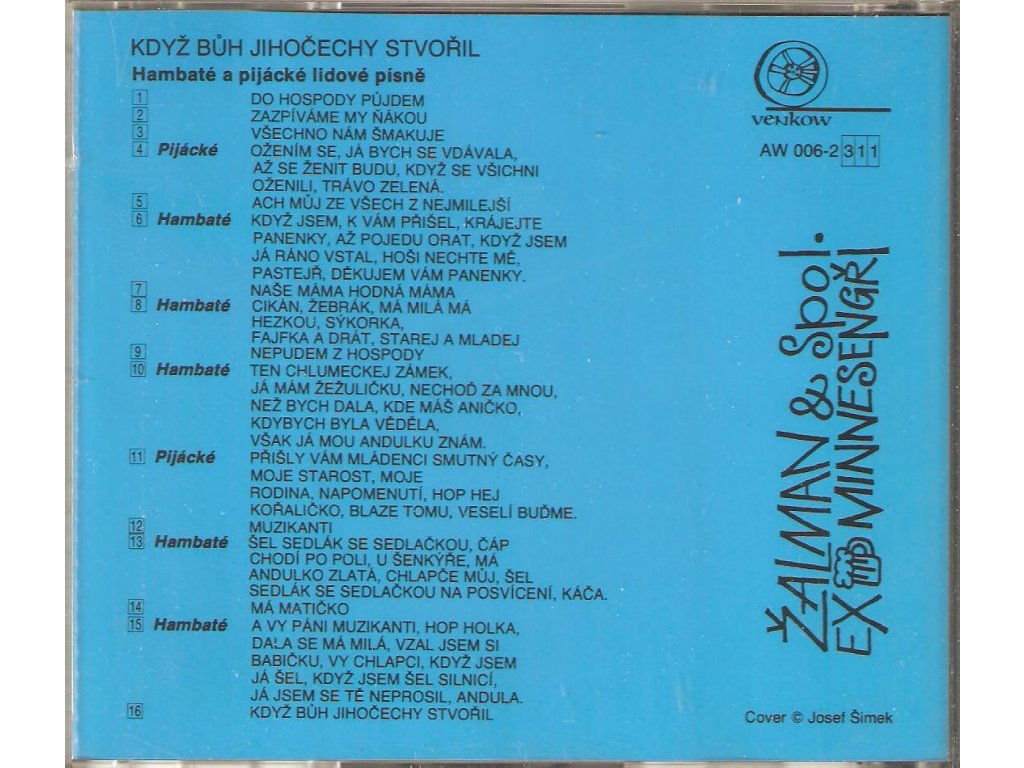 KDYŽ BŮH JIHOČECHY STVOŘIL
Hambaté a pijácké lidové písně
1 DO HOSPODY PŮJDEM
2 ZAZPÍVÁME MY ŇÁKOU
3 VŠECHNO NÁM ŠMAKUJE
4 Pijácké OŽENÍM SE, JÁ BYCH SE VDÁVALA,
AŽ SE ŽENIT BUDU, KDYŽ SE VŠICHNI
OŽENILI, TRÁVO ZELENÁ.
5 ACH MŮJ ZE VŠECH Z NEJMILEJŠÍ
6 Hambaté KDYŽ JSEM, K VÁM PŘIŠEL, KRÁJEJTE
PANENKY, AŽ POJEDU ORAT, KDYŽ JSEM
JÁ RÁNO VSTAL, HOŠI NECHTE MĚ,
PASTEJŘ, DĚKUJEM VÁM PANENKY.
7 NAŠE MÁMA HODNÁ MÁMA
8 Hambaté CIKÁN, ŽEBRÁK, MÁ MILÁ MÁ
HEZKOU, SÝKORKA,
FAJFKA A DRÁT, STAREJ A MLADEJ
9 NEPUDEM Z HOSPODY
10 Hambaté TEN CHLUMECKEJ ZÁMEK,
JÁ MÁM ŽEŽULIČKU, NECHOĎ ZA MNOU,
NEŽ BYCH DALA, KDE MÁŠ ANIČKO,
KDYBYCH BYLA VĚDĚLA,
VŠAK JÁ MOU ANDULKU ZNÁM.
11 Pijácké PŘIŠLY VÁM MLÁDENCI SMUTNÝ ČASY,
MOJE STAROST, MOJE
RODINA, NAPOMENUTÍ, HOP HEJ
KOŘALIČKO, BLAZE TOMU, VESELÍ BUĎME.
12 MUZIKANTI
13 Hambaté ŠEL SEDLÁK SE SEDLAČKOU, ČÁP
CHODÍ PO POLI, U ŠENKÝŘE, MÁ
ANDULKO ZLATÁ, CHLAPČE MŮJ, ŠEL
SEDLÁK SE SEDLAČKOU NA POSVÍCENÍ, KÁČA.
14 MÁ MATIČKO
15 Hambaté A VY PÁNI MUZIKANTI, HOP HOLKA,
DALA SE MÁ MILÁ, VZAL JSEM SI
BABIČKU, VY CHLAPCI, KDYŽ JSEM
JÁ ŠEL, KDYŽ JSEM ŠEL SILNICÍ,
JÁ JSEM SE TĚ NEPROSIL, ANDULA.
16 KDYŽ BŮH JIHOČECHY STVOŘIL
VENKOW
AW 006-2 311
ŽALMAN & Spol.
EX MINNESENGŘI
Cover © Josef Šimek